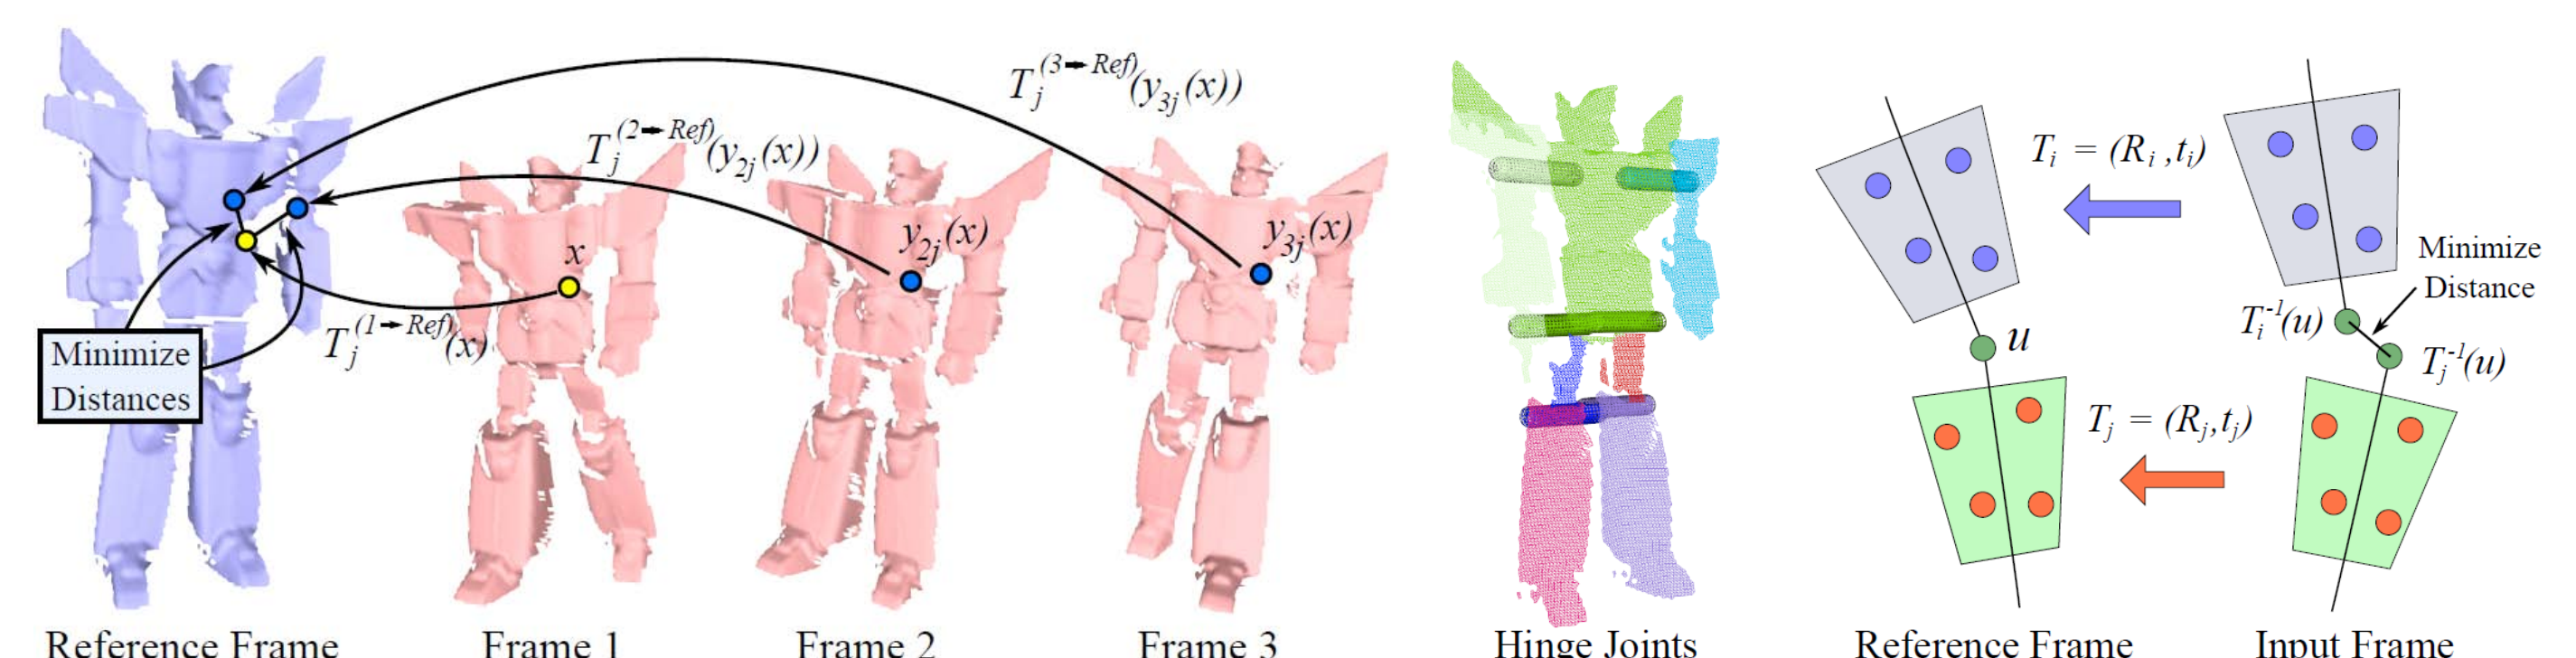 T_j^(3➡Ref)(y_3j(x))
T_j^(2➡Ref)(y_2j(x))
x
y_2j(x)
y_3j(x)
T_j^(1➡Ref)(x)
Minimize
Distances
Reference Frame
Frame 1
Frame 2
Frame 3
Hinge Joints
T_i = (R_i ,t_i)
u
T_j = (R_j,t_j)
Minimize
Distance
T_i^-1(u)
T_j^-1(u)
Reference Frame
Input Frame